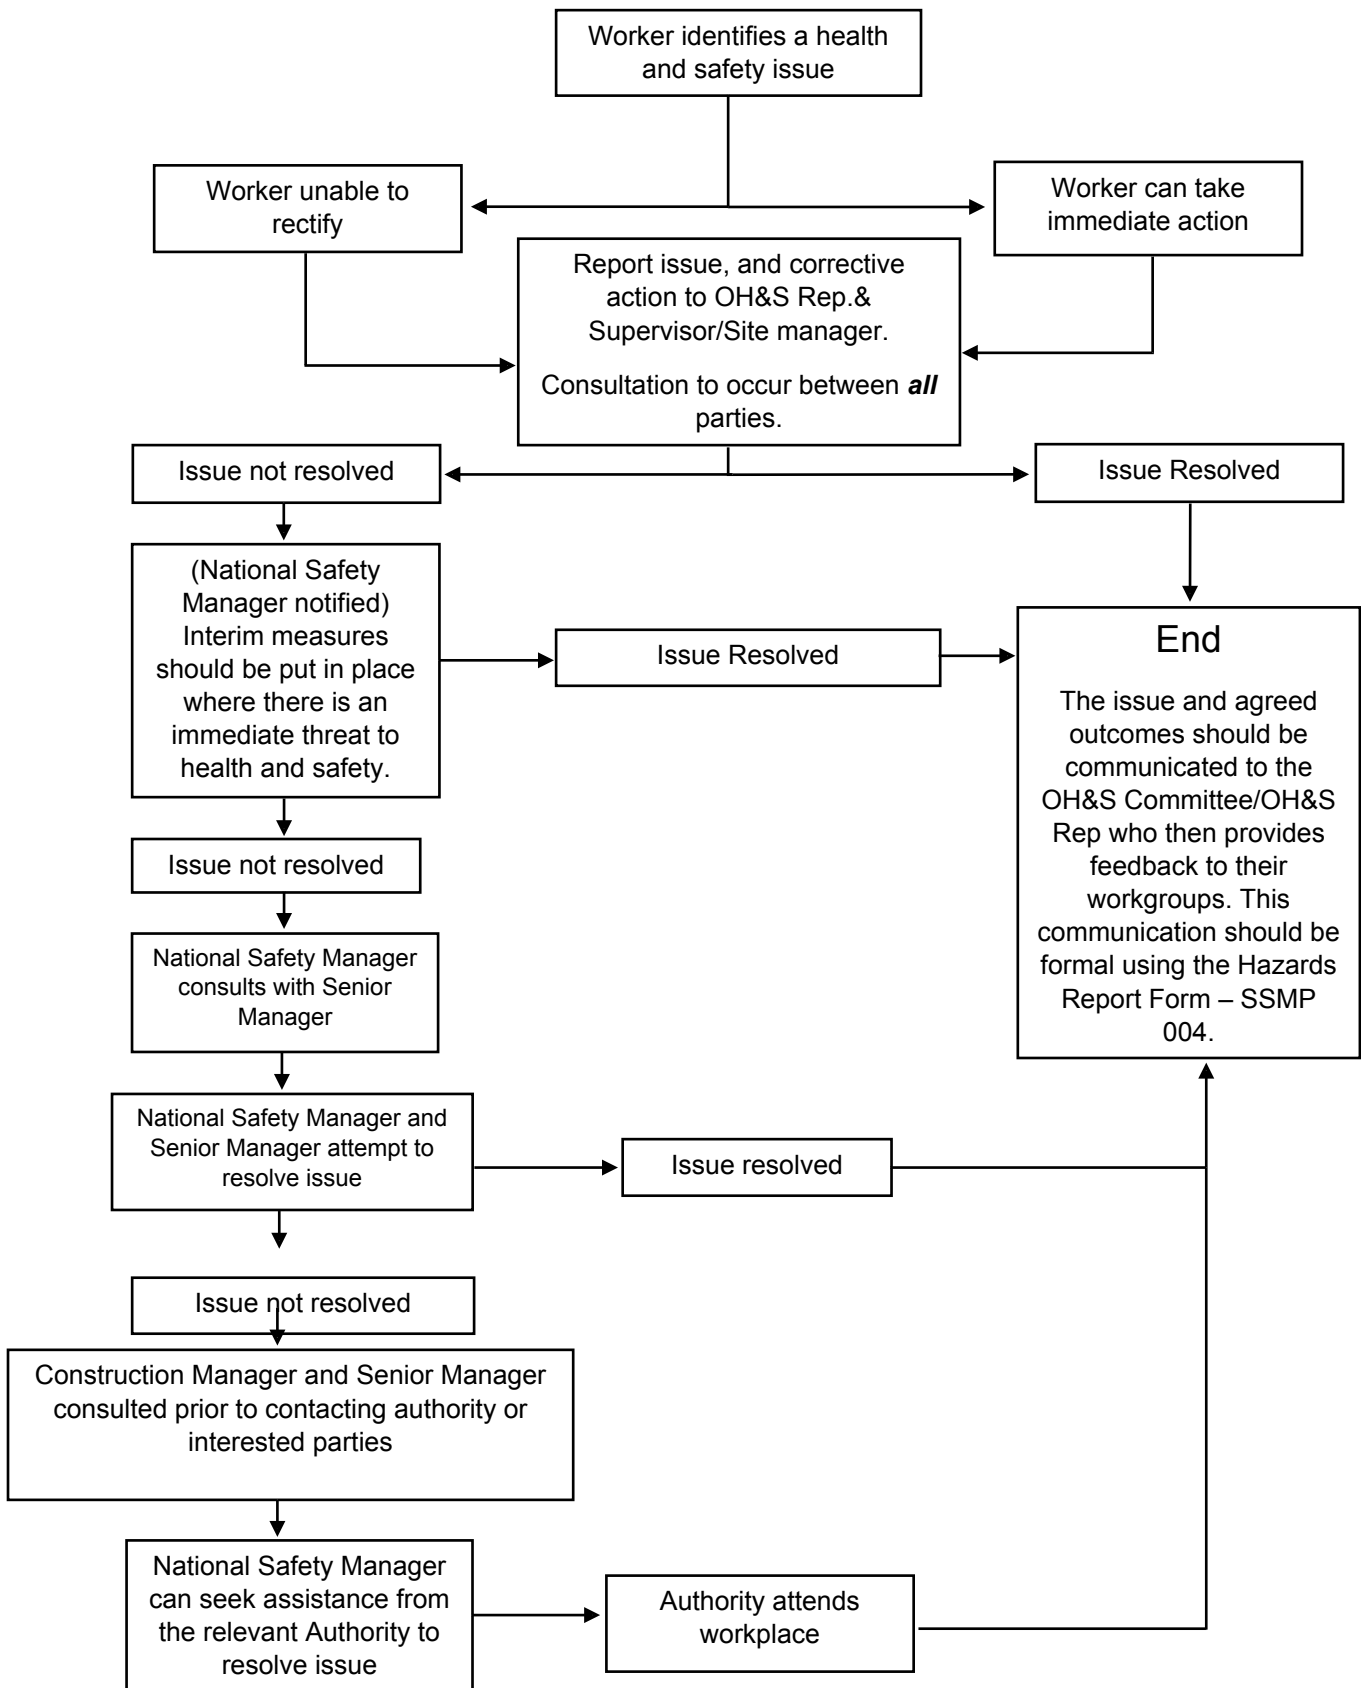 Worker identifies a health
and safety issue
Worker unable to
rectify
Worker can take
immediate action
Report issue, and corrective
action to OH&S Rep.&
Supervisor/Site manager.
Consultation to occur between all
parties.
Issue not resolved
Issue Resolved
(National Safety
Manager notified)
Interim measures
should be put in place
where there is an
immediate threat to
health and safety.
Issue Resolved
End
The issue and agreed
outcomes should be
communicated to the
OH&S Committee/OH&S
Rep who then provides
feedback to their
workgroups. This
communication should be
formal using the Hazards
Report Form – SSMP
004.
Issue not resolved
National Safety Manager
consults with Senior
Manager
National Safety Manager and
Senior Manager attempt to
resolve issue
Issue resolved
Issue not resolved
Construction Manager and Senior Manager
consulted prior to contacting authority or
interested parties
National Safety Manager
can seek assistance from
the relevant Authority to
resolve issue
Authority attends
workplace